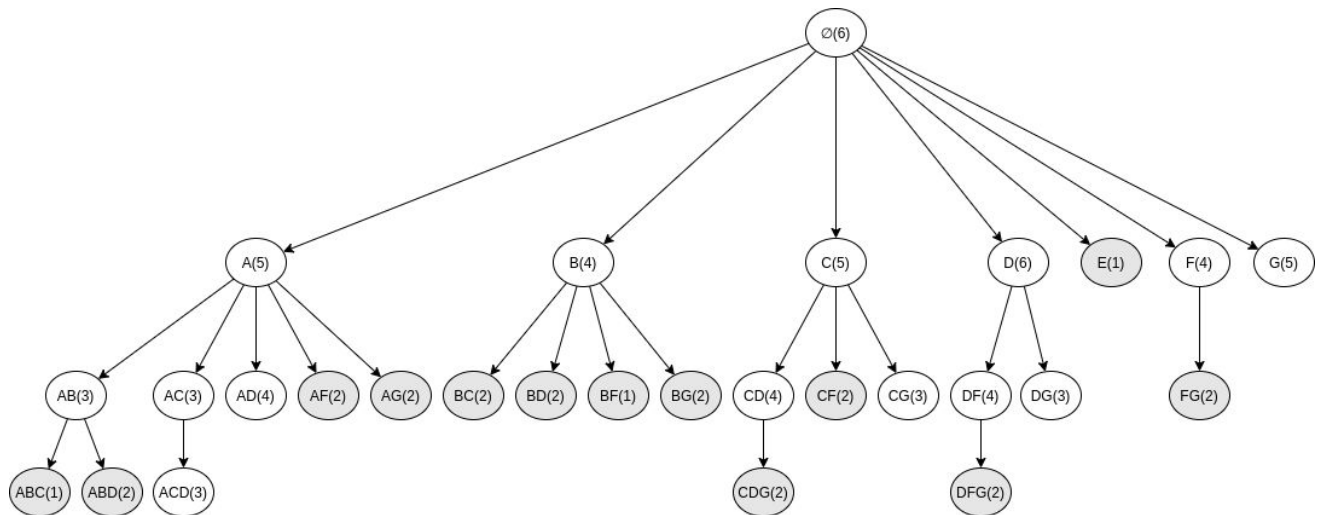 ∅(6)
A(5) B(4) C(5) D(6) E(1) F(4) G(5)
AB(3) AC(3) AD(4) AF(2) AG(2) BC(2) BD(2) BF(1) BG(2) CD(4) CF(2) CG(3) DF(4) DG(3) FG(2)
ABC(1) ABD(2) ACD(3) CDG(2) DFG(2)